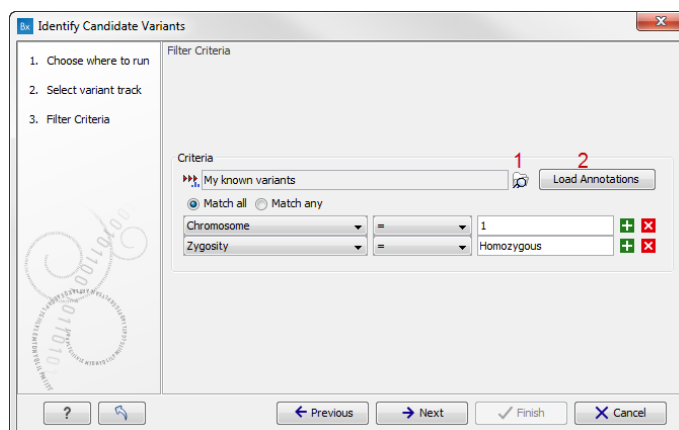 Bx Identify Candidate Variants
1. Choose where to run
2. Select variant track
3. Filter Criteria
Filter Criteria
Criteria
1
2
My known variants
Load Annotations
Match all
Match any
Chromosome
=
1
Zygosity
=
Homozygous
?
Previous
Next
Finish
Cancel